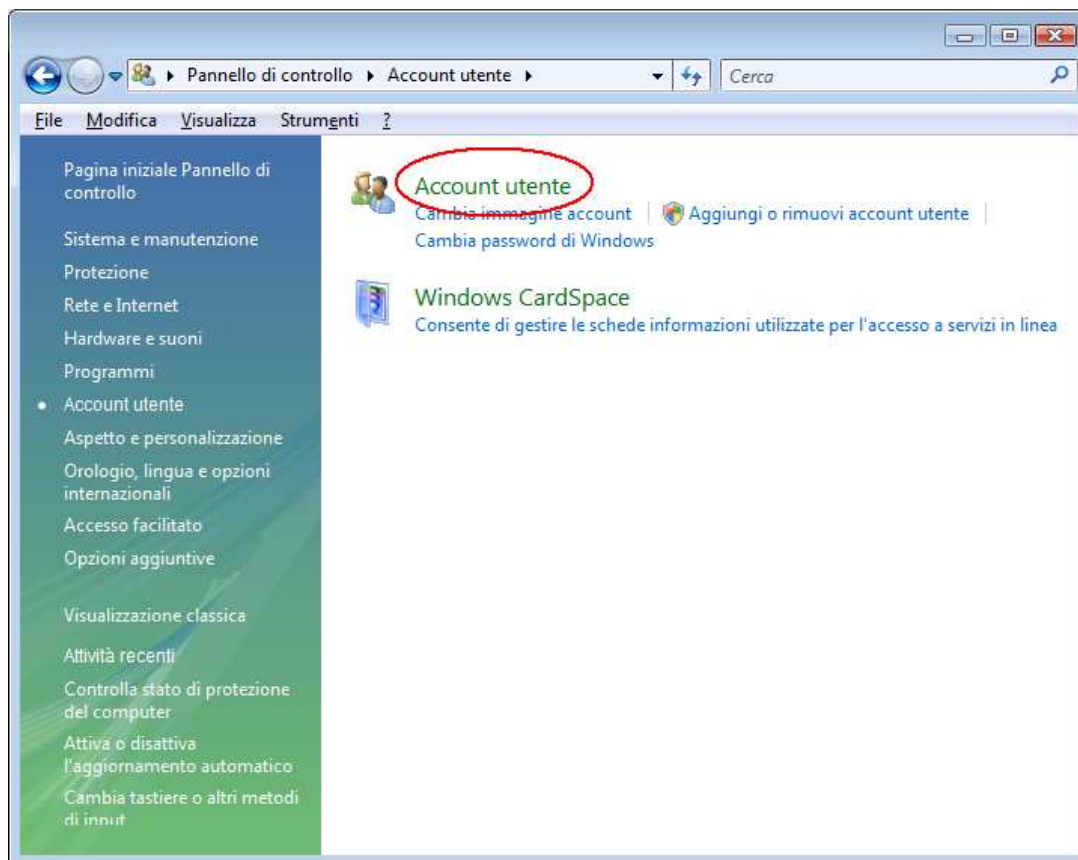 Pannello di controllo Account utente
Cerca
File Modifica Visualizza Strumenti ?
Pagina iniziale Pannello di
controllo
Sistema e manutenzione
Protezione
Rete e Internet
Hardware e suoni
Programmi
Account utente
Aspetto e personalizzazione
Orologio, lingua e opzioni
internazionali
Accesso facilitato
Opzioni aggiuntive
Visualizzazione classica
Attività recenti
Controlla stato di protezione
del computer
Attiva o disattiva
l'aggiornamento automatico
Cambia tastiere o altri metodi
di input
Account utente
Cambia immagine account Aggiungi o rimuovi account utente
Cambia password di Windows
Windows CardSpace
Consente di gestire le schede informazioni utilizzate per l'accesso a servizi in linea